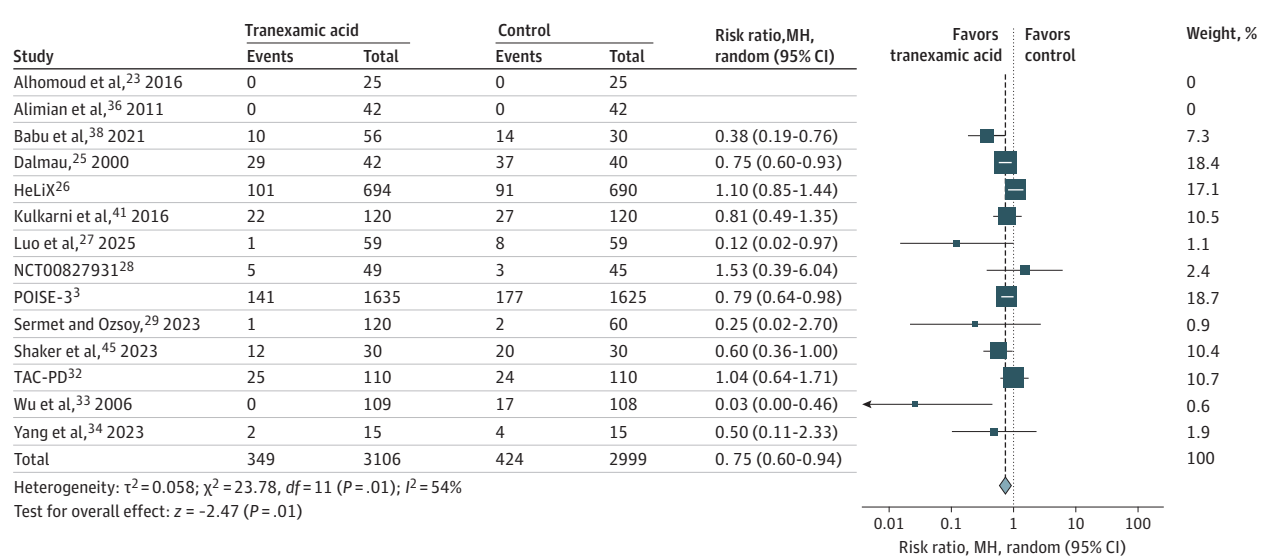 Tranexamic acid Control Risk ratio,MH, Favors Favors Weight, %
Study Events Total Events Total random (95% CI) tranexamic acid control
Alhomoud et al,23 2016 0 25 0 25 0
Alimian et al,36 2011 0 42 0 42 0
Babu et al,38 2021 10 56 14 30 0.38 (0.19-0.76) 7.3
Dalmau,25 2000 29 42 37 40 0. 75 (0.60-0.93) 18.4
HeLiX26 101 694 91 690 1.10 (0.85-1.44) 17.1
Kulkarni et al,41 2016 22 120 27 120 0.81 (0.49-1.35) 10.5
Luo et al,27 2025 1 59 8 59 0.12 (0.02-0.97) 1.1
NCT0082793128 5 49 3 45 1.53 (0.39-6.04) 2.4
POISE-33 141 1635 177 1625 0. 79 (0.64-0.98) 18.7
Sermet and Ozsoy,29 2023 1 120 2 60 0.25 (0.02-2.70) 0.9
Shaker et al,45 2023 12 30 20 30 0.60 (0.36-1.00) 10.4
TAC-PD32 25 110 24 110 1.04 (0.64-1.71) 10.7
Wu et al,33 2006 0 109 17 108 0.03 (0.00-0.46) 0.6
Yang et al,34 2023 2 15 4 15 0.50 (0.11-2.33) 1.9
Total 349 3106 424 2999 0. 75 (0.60-0.94) 100
Heterogeneity: τ2 = 0.058; χ2 = 23.78, df = 11 (P = .01); I2 = 54%
Test for overall effect: z = -2.47 (P = .01)
0.01 0.1 1 10 100
Risk ratio, MH, random (95% CI)